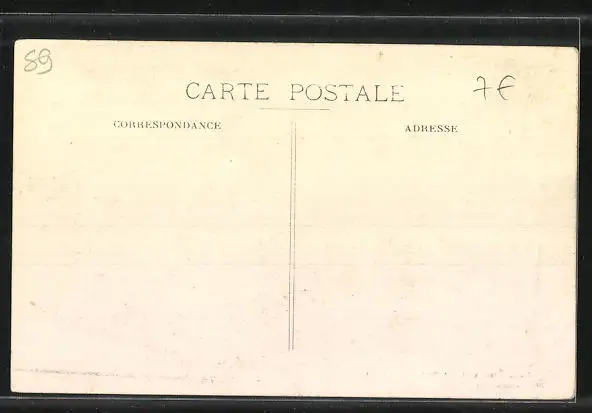 89
CARTE POSTALE
7€
CORRESPONDANCE
ADRESSE